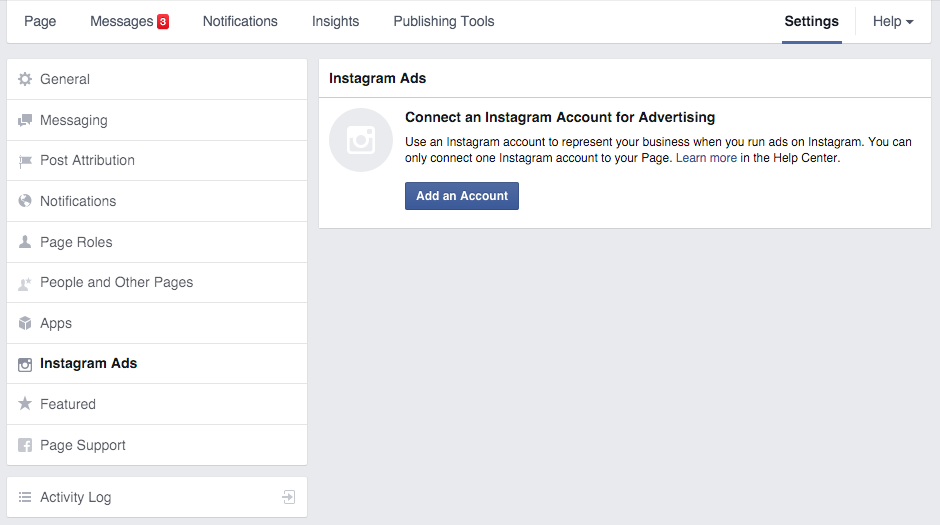 Page Messages 3 Notifications Insights Publishing Tools Settings Help
General
Messaging
Post Attribution
Notifications
Page Roles
People and Other Pages
Apps
Instagram Ads
Featured
Page Support
Activity Log
Instagram Ads
Connect an Instagram Account for Advertising
Use an Instagram account to represent your business when you run ads on Instagram. You can
only connect one Instagram account to your Page. Learn more in the Help Center.
Add an Account